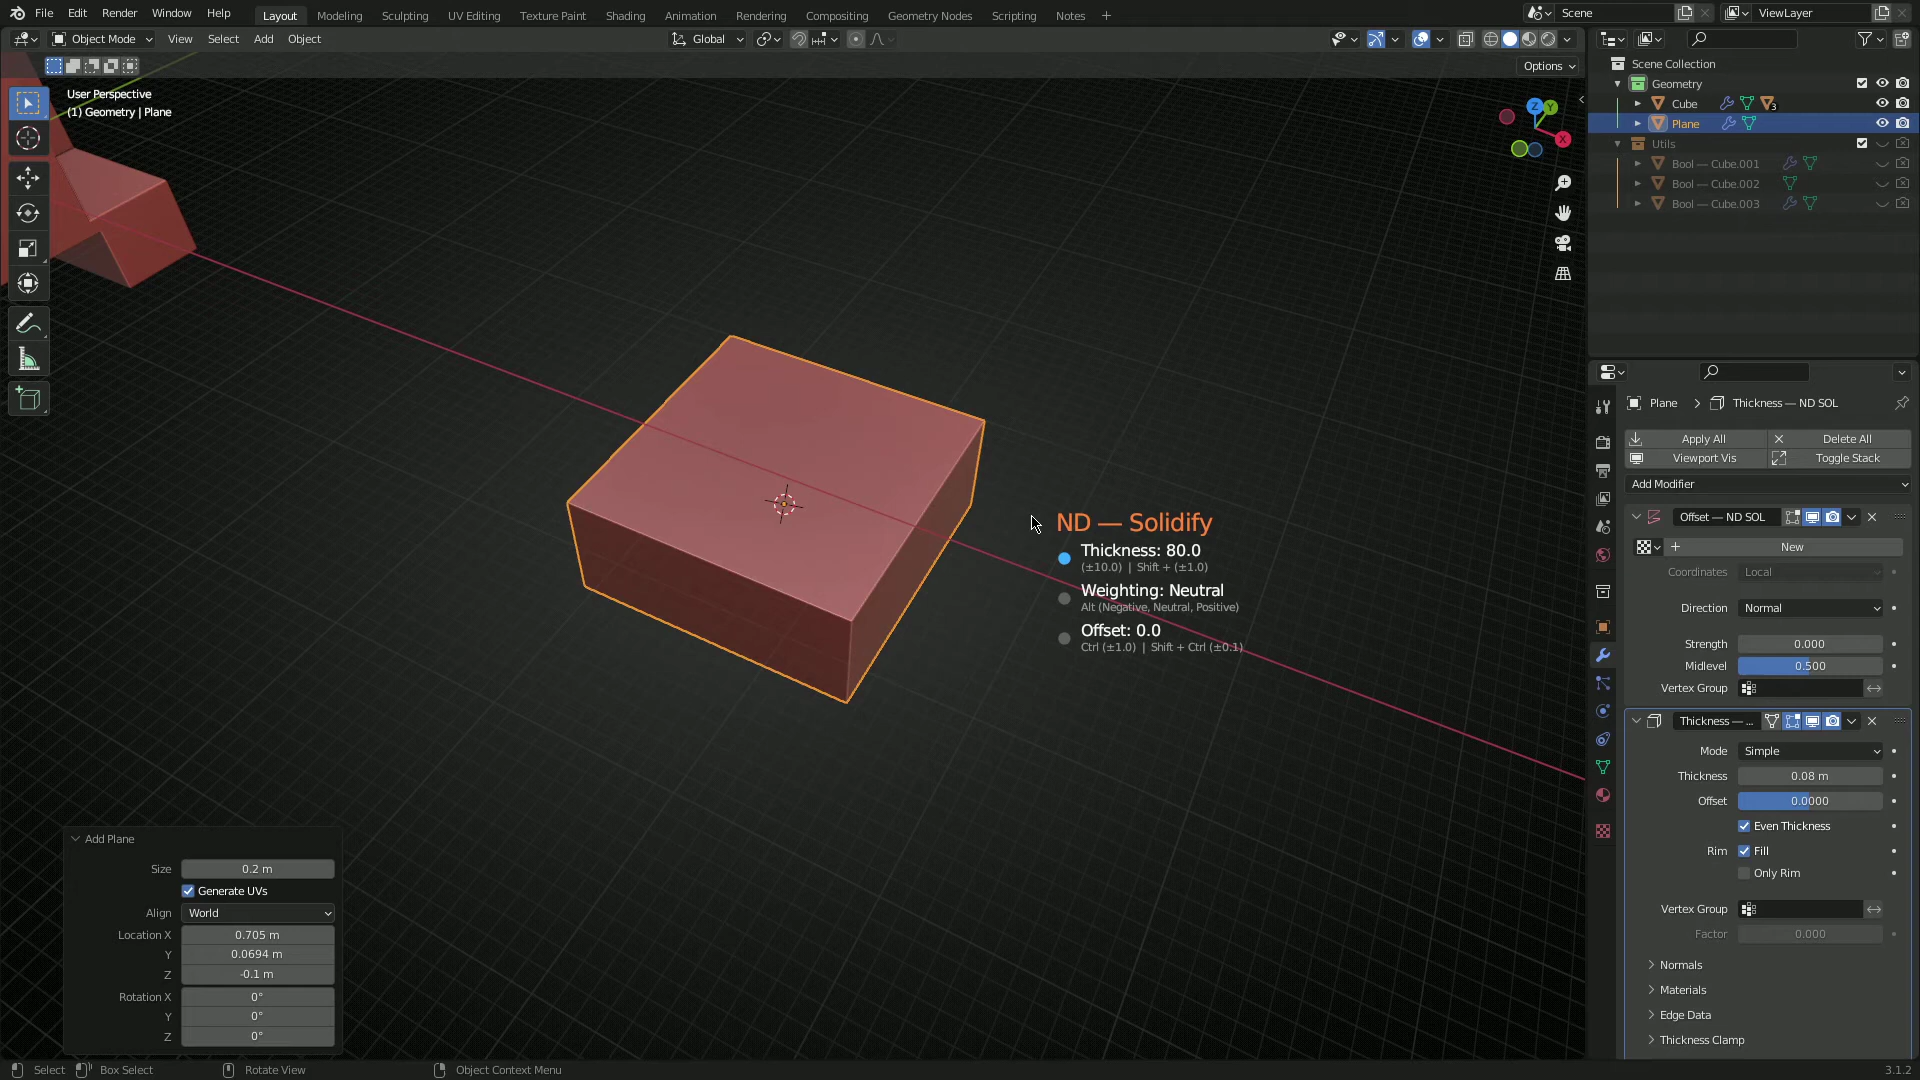 File Edit Render Window Help Layout Modeling Sculpting UV Editing Texture Paint Shading Animation Rendering Compositing Geometry Nodes Scripting Notes + Scene ViewLayer
Object Mode View Select Add Object Global
Options
User Perspective
(1) Geometry | Plane
Z
Y
X
Scene Collection
Geometry
Cube 3
Plane
Utils
Bool — Cube.001
Bool — Cube.002
Bool — Cube.003
ND — Solidify
Thickness: 80.0
(±10.0) | Shift + (±1.0)
Weighting: Neutral
Alt (Negative, Neutral, Positive)
Offset: 0.0
Ctrl (±1.0) | Shift + Ctrl (±0.1)
Plane > Thickness — ND SOL
Apply All Delete All
Viewport Vis Toggle Stack
Add Modifier
Offset — ND SOL
New
Coordinates Local
Direction Normal
Strength 0.000
Midlevel 0.500
Vertex Group
Thickness — ...
Mode Simple
Thickness 0.08 m
Offset 0.0000
Even Thickness
Rim Fill
Only Rim
Vertex Group
Factor 0.000
Normals
Materials
Edge Data
Thickness Clamp
Add Plane
Size 0.2 m
Generate UVs
Align World
Location X 0.705 m
Y 0.0694 m
Z -0.1 m
Rotation X 0°
Y 0°
Z 0°
Select Box Select Rotate View Object Context Menu 3.1.2